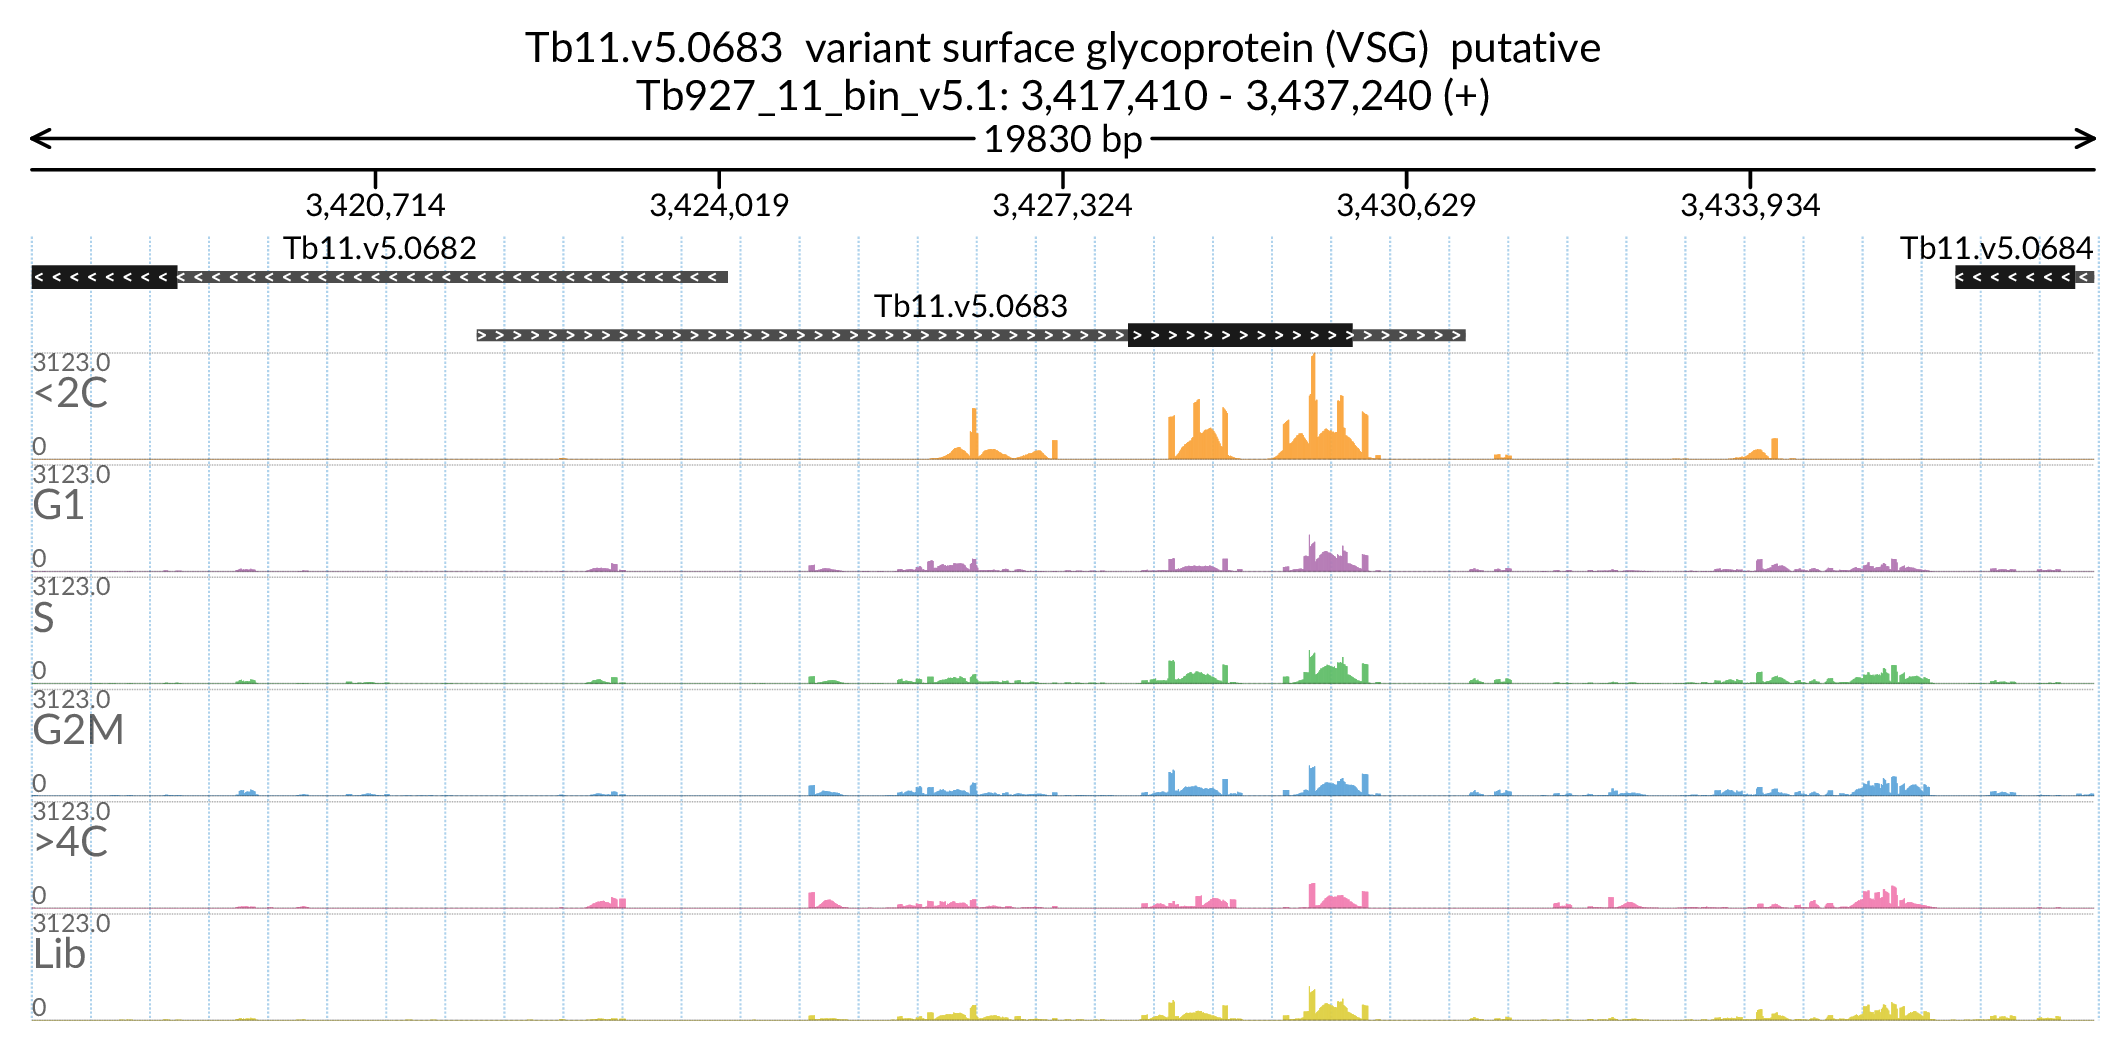 Tb11.v5.0683  variant surface glycoprotein (VSG)  putative
Tb927_11_bin_v5.1: 3,417,410 - 3,437,240 (+)
19830 bp
3,420,714 3,424,019 3,427,324 3,430,629 3,433,934
Tb11.v5.0682 Tb11.v5.0684
Tb11.v5.0683
3123.0
<2C
0
3123.0
G1
0
3123.0
S
0
3123.0
G2M
0
3123.0
>4C
0
3123.0
Lib
0